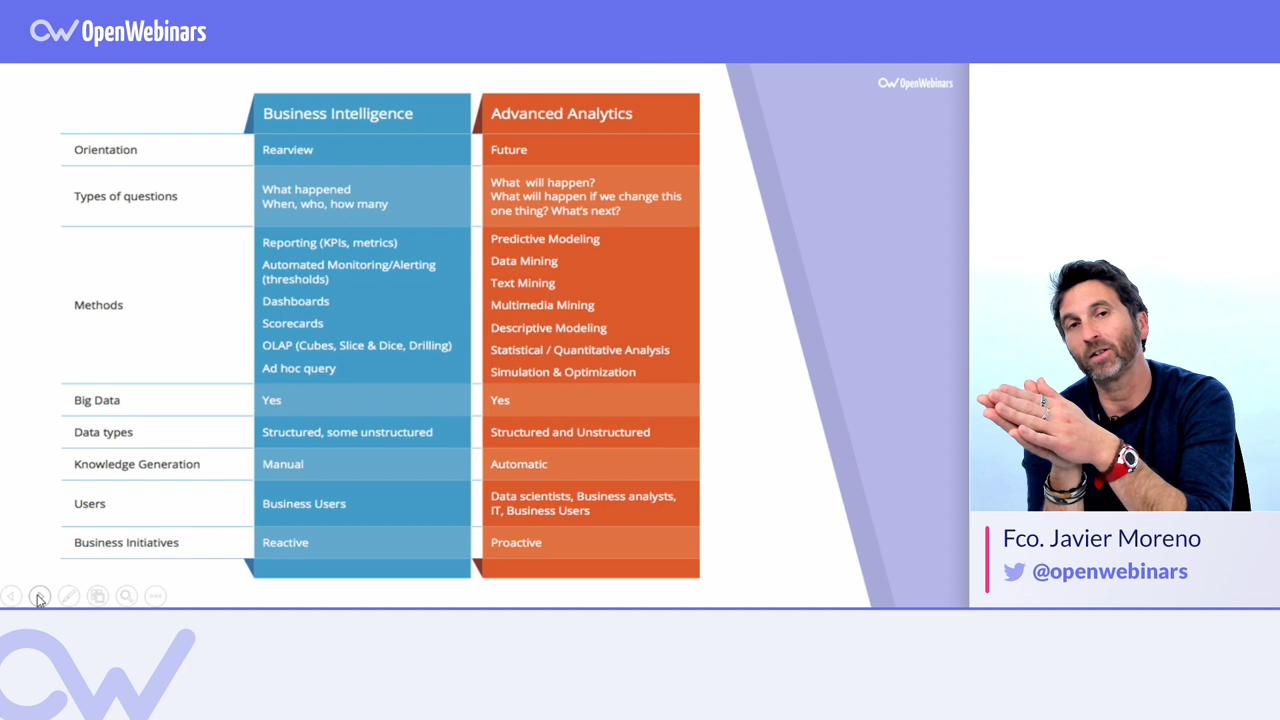 OpenWebinars
OpenWebinars
Business Intelligence
Advanced Analytics
Orientation
Rearview
Future
Types of questions
What happened
When, who, how many
What will happen?
What will happen if we change this
one thing? What's next?
Methods
Reporting (KPIs, metrics)
Automated Monitoring/Alerting
(thresholds)
Dashboards
Scorecards
OLAP (Cubes, Slice & Dice, Drilling)
Ad hoc query
Predictive Modeling
Data Mining
Text Mining
Multimedia Mining
Descriptive Modeling
Statistical / Quantitative Analysis
Simulation & Optimization
Big Data
Yes
Yes
Data types
Structured, some unstructured
Structured and Unstructured
Knowledge Generation
Manual
Automatic
Users
Business Users
Data scientists, Business analysts,
IT, Business Users
Business Initiatives
Reactive
Proactive
Fco. Javier Moreno
@openwebinars